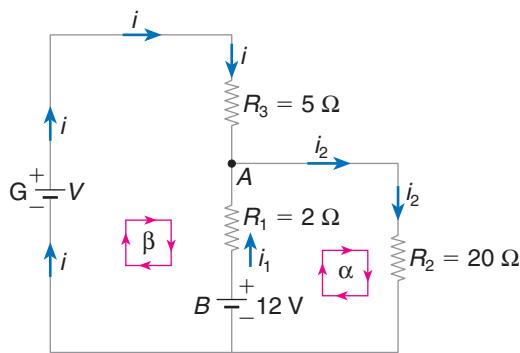 i
i
R₃ = 5 Ω
i
i₂
A
+
G V
−
i₂
R₁ = 2 Ω
β
i
i₁
α
R₂ = 20 Ω
+
B 12 V
−